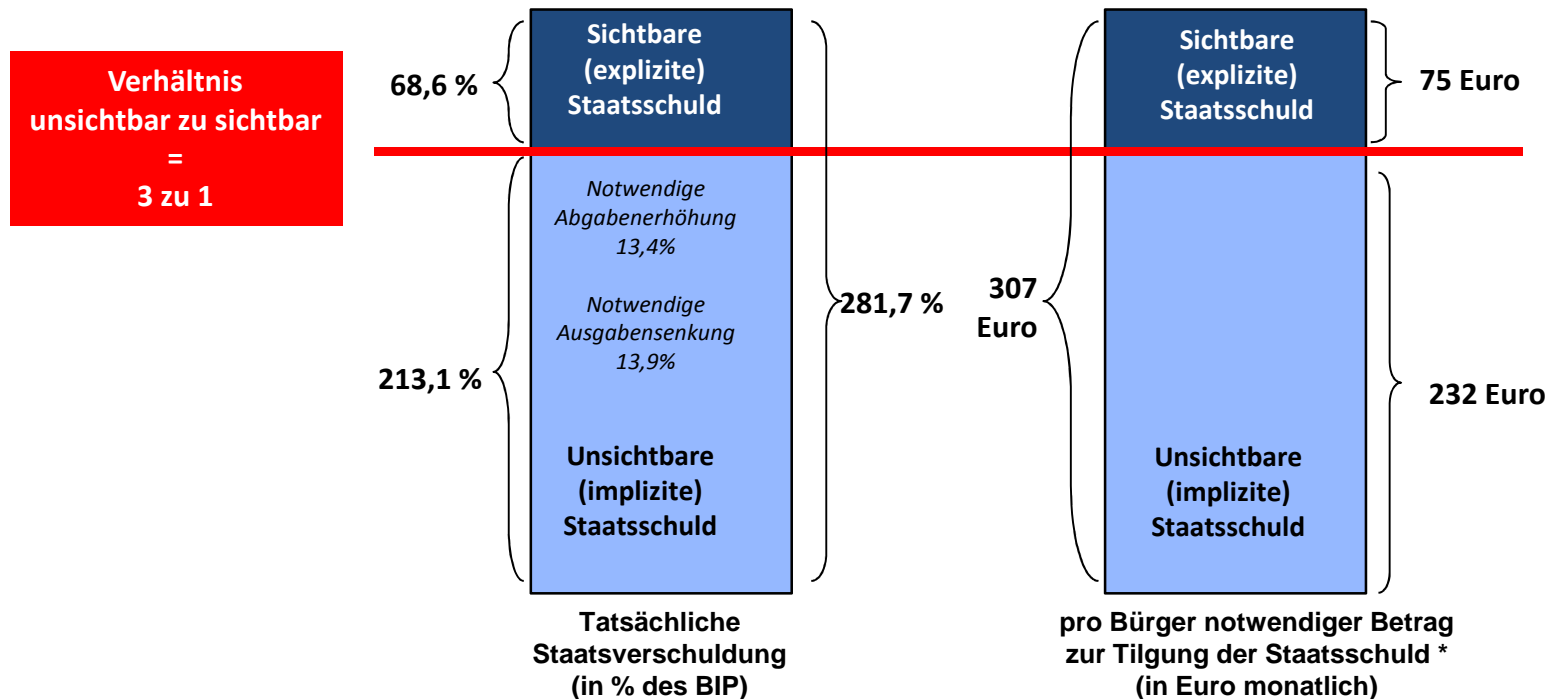 Verhältnis
unsichtbar zu sichtbar
=
3 zu 1
68,6 %
213,1 %
Sichtbare
(explizite)
Staatsschuld
Notwendige
Abgabenerhöhung
13,4%
Notwendige
Ausgabensenkung
13,9%
Unsichtbare
(implizite)
Staatsschuld
281,7 %
Tatsächliche
Staatsverschuldung
(in % des BIP)
307
Euro
Sichtbare
(explizite)
Staatsschuld
Unsichtbare
(implizite)
Staatsschuld
75 Euro
232 Euro
pro Bürger notwendiger Betrag
zur Tilgung der Staatsschuld *
(in Euro monatlich)